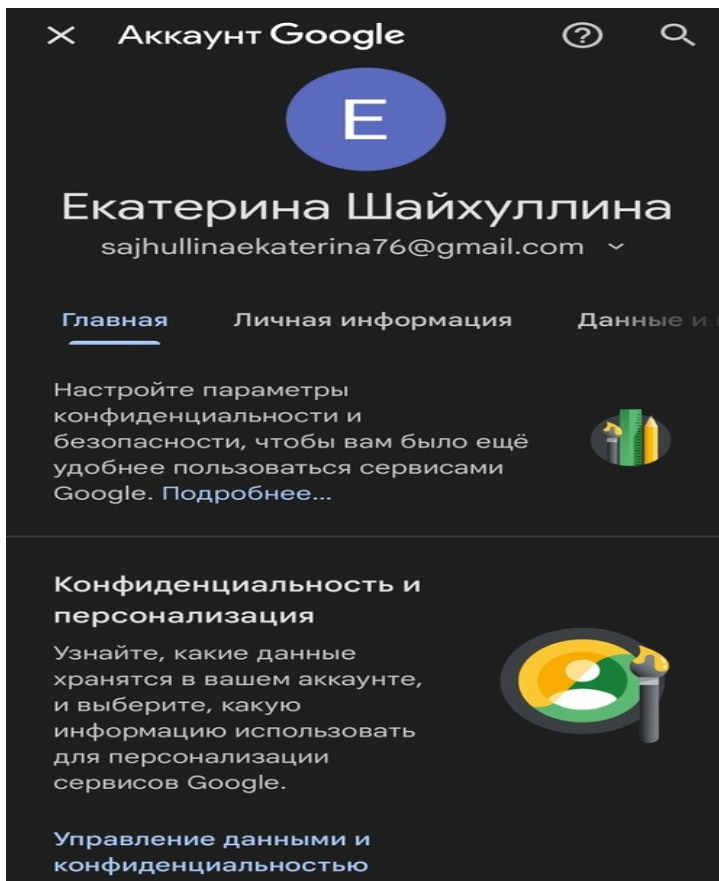 Аккаунт Google
E
Екатерина Шайхуллина
sajhullinaekaterina76@gmail.com
Главная Личная информация Данные и
Настройте параметры
конфиденциальности и
безопасности, чтобы вам было ещё
удобнее пользоваться сервисами
Google. Подробнее...
Конфиденциальность и
персонализация
Узнайте, какие данные
хранятся в вашем аккаунте,
и выберите, какую
информацию использовать
для персонализации
сервисов Google.
Управление данными и
конфиденциальностью